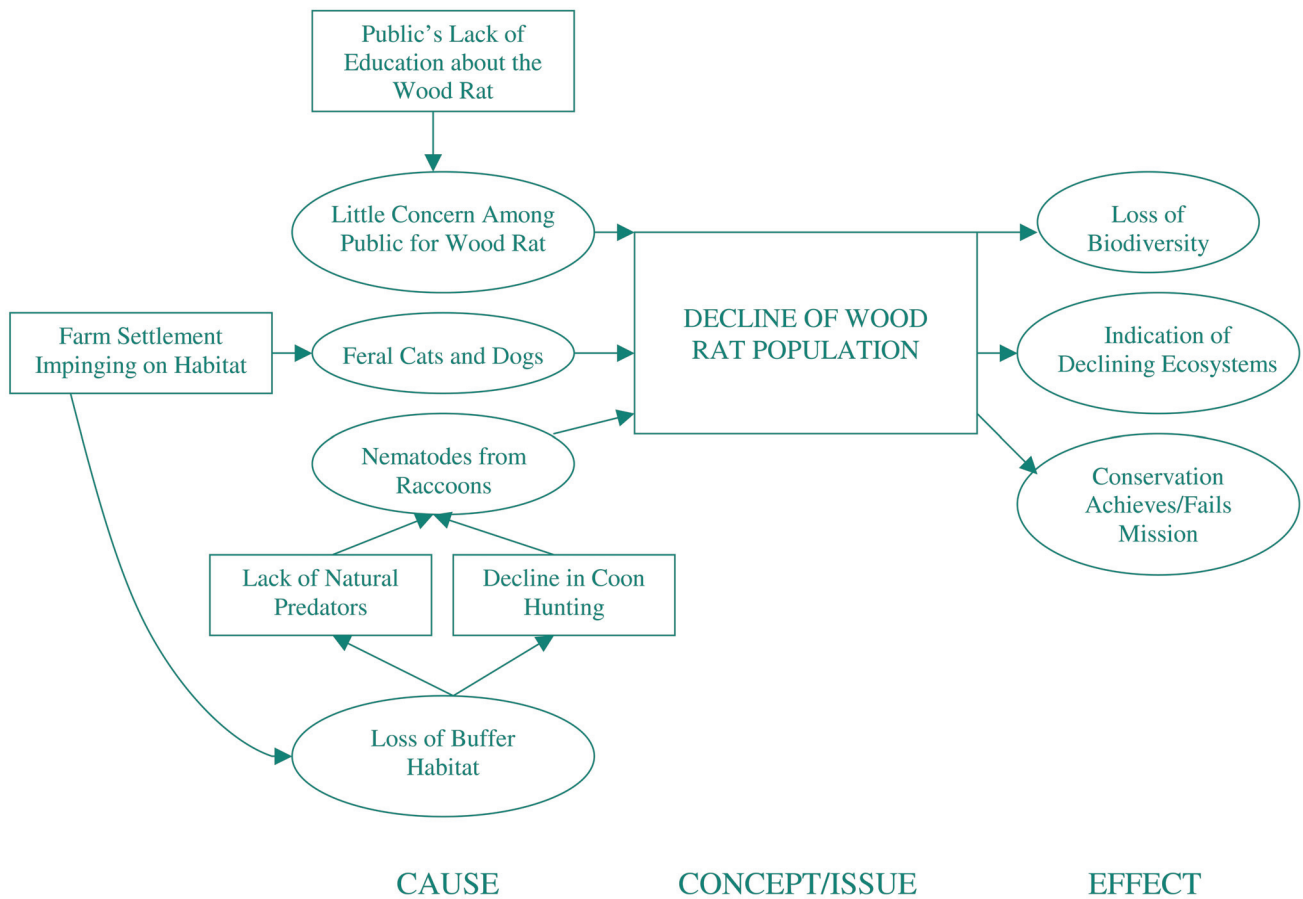 Public's Lack of
Education about the
Wood Rat
Little Concern Among
Public for Wood Rat
Loss of
Biodiversity
Farm Settlement
Impinging on Habitat
Feral Cats and Dogs
DECLINE OF WOOD
RAT POPULATION
Indication of
Declining Ecosystems
Nematodes from
Raccoons
Conservation
Achieves/Fails
Mission
Lack of Natural
Predators
Decline in Coon
Hunting
Loss of Buffer
Habitat
CAUSE
CONCEPT/ISSUE
EFFECT